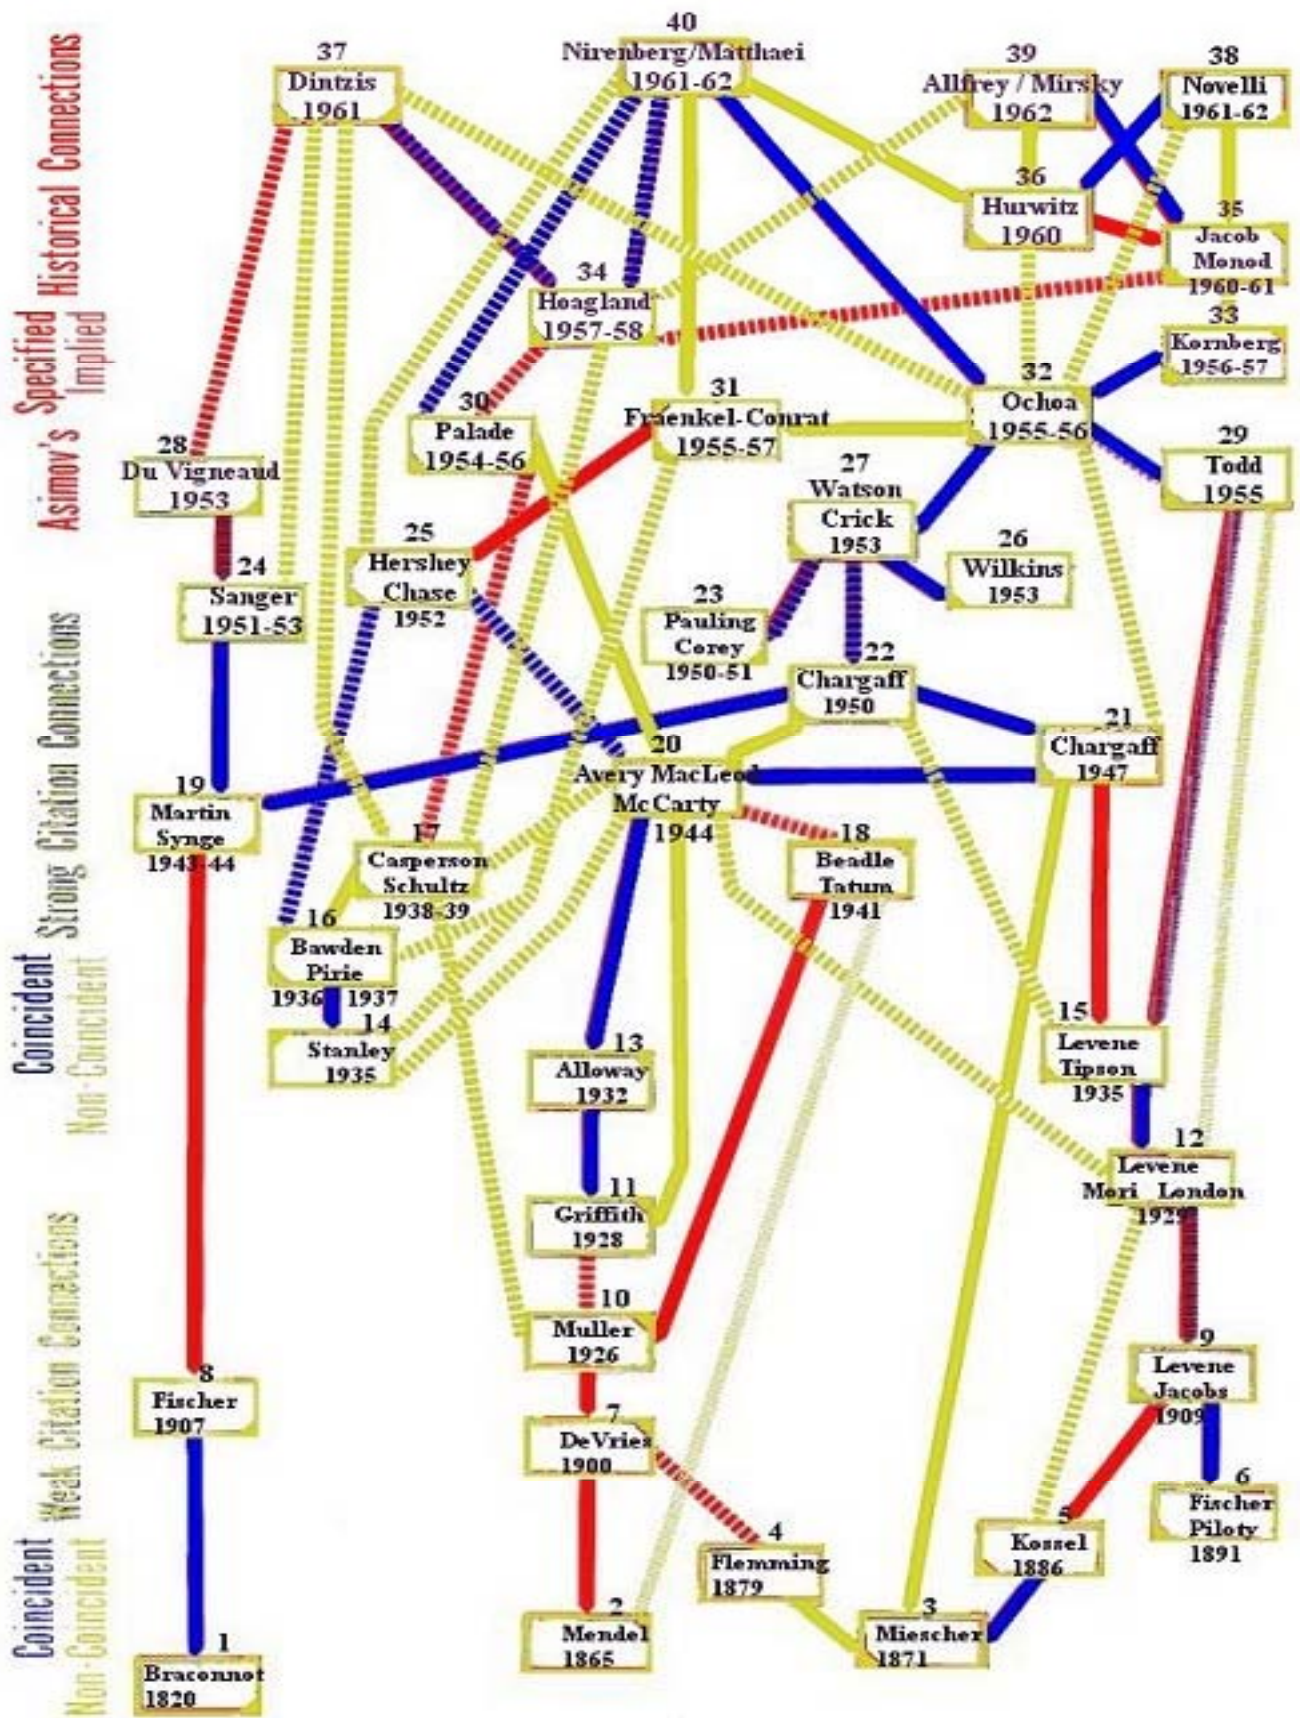 40
Nirenberg/Matthaei
1961-62
37
Dintzis
1961
39
Allfrey / Mirsky
1962
38
Novelli
1961-62
36
Hurwitz
1960
35
Jacob
Monod
1960-61
34
Hoagland
1957-58
33
Kornberg
1956-57
32
Ochoa
1955-56
31
Fraenkel-Conrat
1955-57
30
Palade
1954-56
29
Todd
1955
28
Du Vigneaud
1953
27
Watson
Crick
1953
26
Wilkins
1953
25
Hershey
Chase
1952
24
Sanger
1951-53
23
Pauling
Corey
1950-51
22
Chargaff
1950
21
Chargaff
1947
20
Avery MacLeod
McCarty
1944
19
Martin
Synge
1943-44
18
Beadle
Tatum
1941
17
Casperson
Schultz
1938-39
16
Bawden
Pirie
1936 1937
15
Levene
Tipson
1935
14
Stanley
1935
13
Alloway
1932
12
Levene
Mori London
1929
11
Griffith
1928
10
Muller
1926
9
Levene
Jacobs
1909
8
Fischer
1907
7
DeVries
1900
6
Fischer
Piloty
1891
5
Kossel
1886
4
Flemming
1879
3
Miescher
1871
2
Mendel
1865
1
Braconnot
1820
Asimov's Specified Historical Connections
Implied
Coincident Strong Citation Connections
Non-Coincident
Coincident Weak Citation Connections
Non-Coincident